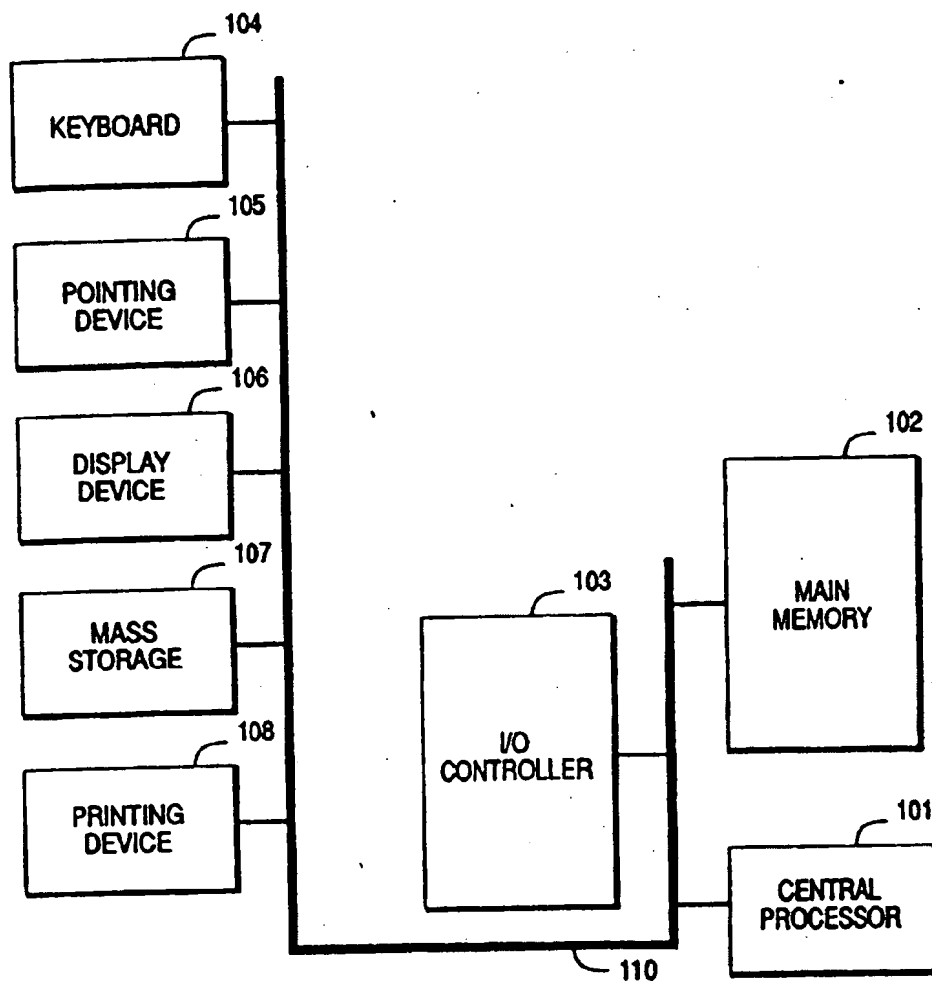 104
KEYBOARD
105
POINTING
DEVICE
106
DISPLAY
DEVICE
107
MASS
STORAGE
108
PRINTING
DEVICE
103
I/O
CONTROLLER
102
MAIN
MEMORY
101
CENTRAL
PROCESSOR
110